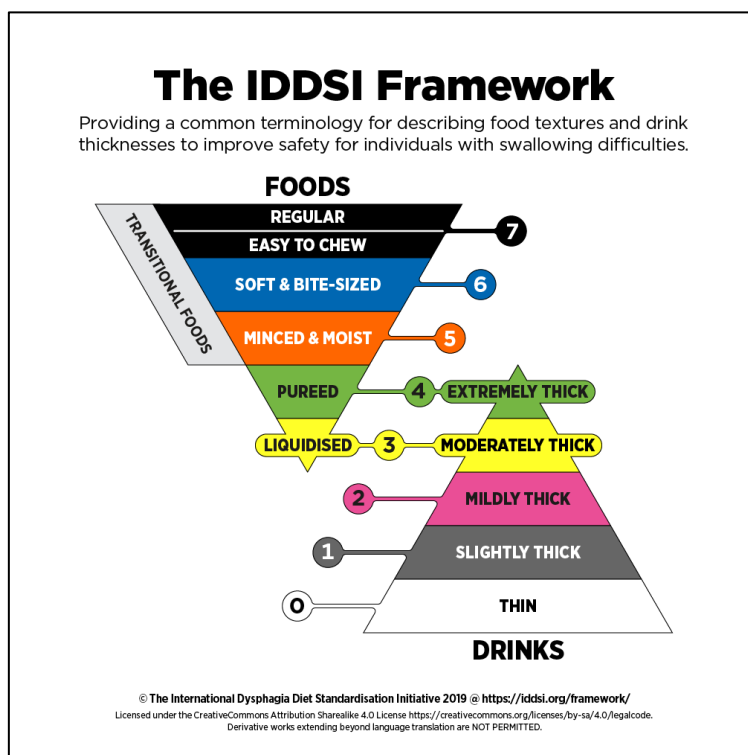 The IDDSI Framework
Providing a common terminology for describing food textures and drink
thicknesses to improve safety for individuals with swallowing difficulties.
FOODS
TRANSITIONAL FOODS
REGULAR
EASY TO CHEW
7
SOFT & BITE-SIZED
6
MINCED & MOIST
5
PUREED
4
EXTREMELY THICK
LIQUIDISED
3
MODERATELY THICK
2
MILDLY THICK
1
SLIGHTLY THICK
0
THIN
DRINKS
© The International Dysphagia Diet Standardisation Initiative 2019 @ https://iddsi.org/framework/
Licensed under the CreativeCommons Attribution Sharealike 4.0 License https://creativecommons.org/licenses/by-sa/4.0/legalcode.
Derivative works extending beyond language translation are NOT PERMITTED.